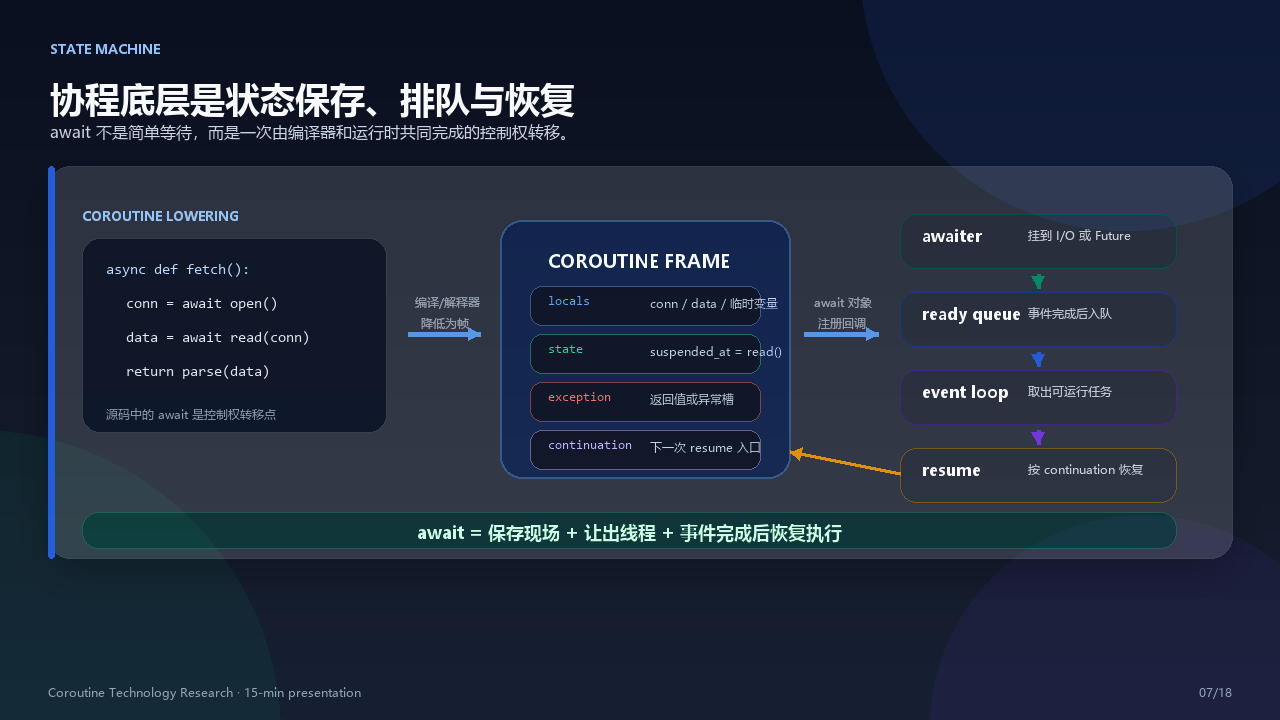 STATE MACHINE
协程底层是状态保存、排队与恢复
await 不是简单等待，而是一次由编译器和运行时共同完成的控制权转移。
COROUTINE LOWERING
async def fetch():
conn = await open()
data = await read(conn)
return parse(data)
源码中的 await 是控制权转移点
编译/解释器
降低为帧
COROUTINE FRAME
locals conn / data / 临时变量
state suspended_at = read()
exception 返回值或异常槽
continuation 下一次 resume 入口
await 对象
注册回调
awaiter 挂到 I/O 或 Future
ready queue 事件完成后入队
event loop 取出可运行任务
resume 按 continuation 恢复
await = 保存现场 + 让出线程 + 事件完成后恢复执行
Coroutine Technology Research · 15-min presentation
07/18